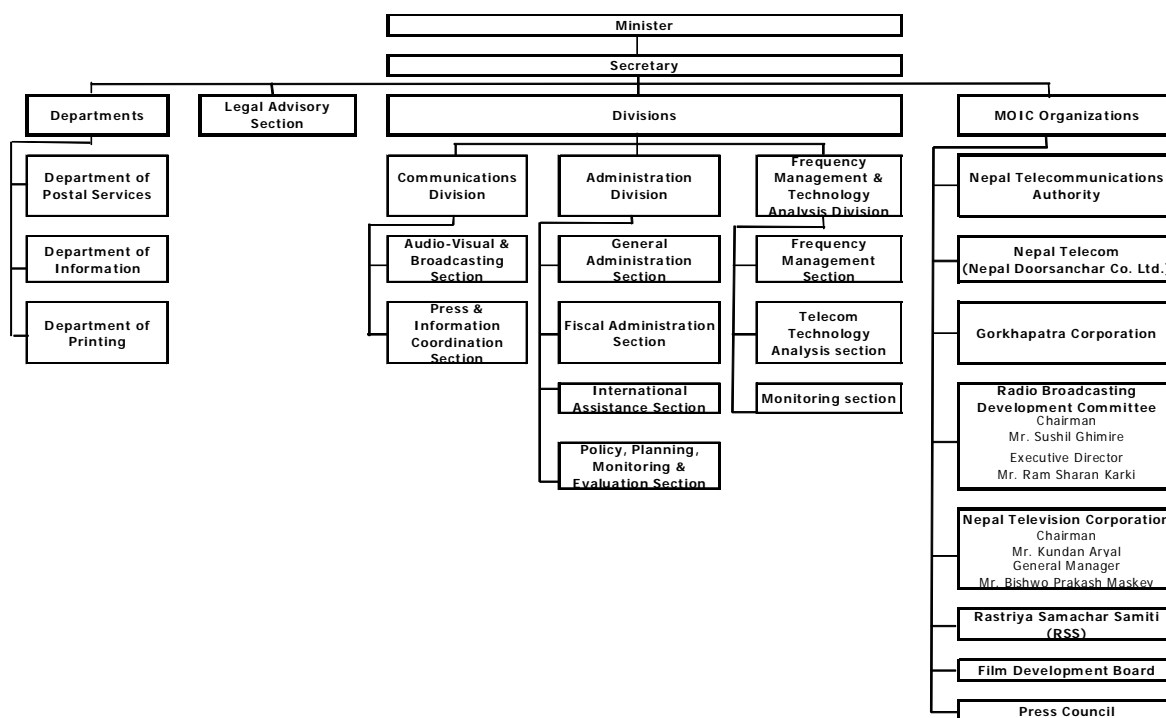 Minister
Secretary
Departments
Legal Advisory
Section
Divisions
MOIC Organizations
Department of
Postal Services
Department of
Information
Department of
Printing
Communications
Division
Audio-Visual &
Broadcasting
Section
Press &
Information
Coordination
Section
Administration
Division
General
Administration
Section
Fiscal Administration
Section
International
Assistance Section
Policy, Planning,
Monitoring &
Evaluation Section
Frequency
Management &
Technology
Analysis Division
Frequency
Management
Section
Telecom
Technology
Analysis section
Monitoring section
Nepal Telecommunications
Authority
Nepal Telecom
(Nepal Doorsanchar Co. Ltd.)
Gorkhapatra Corporation
Radio Broadcasting
Development Committee
Chairman
Mr. Sushil Ghimire
Executive Director
Mr. Ram Sharan Karki
Nepal Television Corporation
Chairman
Mr. Kundan Aryal
General Manager
Mr. Bishwo Prakash Maskey
Rastriya Samachar Samiti
(RSS)
Film Development Board
Press Council